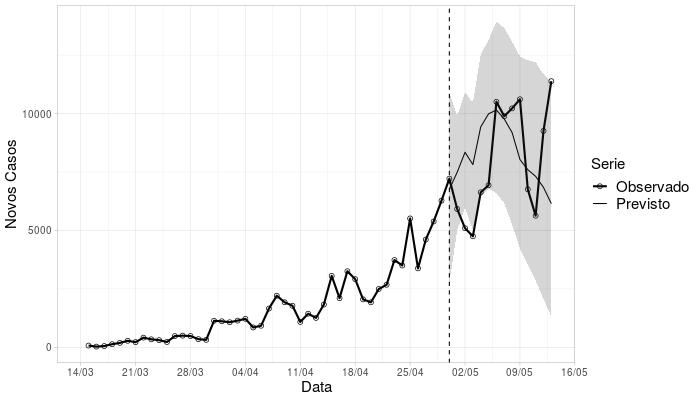 Novos Casos
10000
5000
0
14/03 21/03 28/03 04/04 11/04 18/04 25/04 02/05 09/05 16/05
Data
Serie
Observado
Previsto